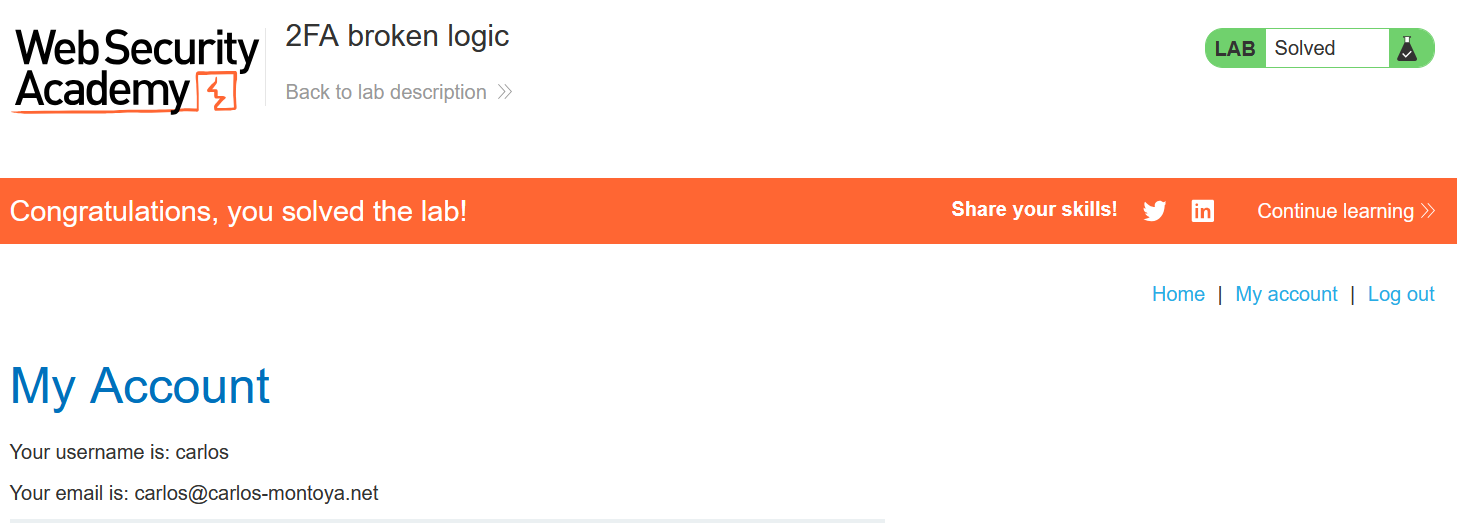 Web Security
Academy
2FA broken logic
Back to lab description
LAB Solved
Congratulations, you solved the lab!
Share your skills!
Continue learning
Home | My account | Log out
My Account
Your username is: carlos
Your email is: carlos@carlos-montoya.net